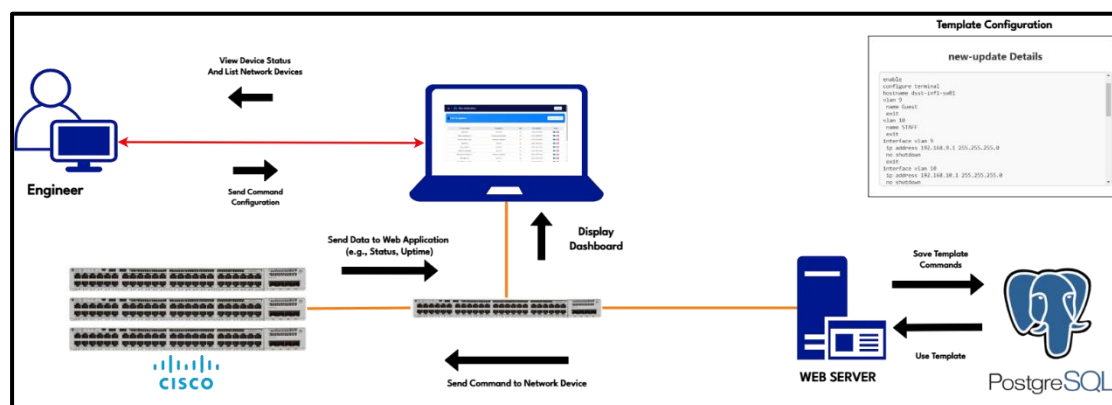 Template Configuration
new-update Details
enable
configure terminal
hostname dsst-inf1-sw01
vlan 9
name Guest
exit
vlan 10
name STAFF
exit
interface vlan 9
ip address 192.168.9.1 255.255.255.0
no shutdown
exit
interface vlan 10
ip address 192.168.10.1 255.255.255.0
no shutdown
View Device Status
And List Network Devices
Engineer
Send Command
Configuration
Send Data to Web Application
(e.g., Status, Uptime)
Display
Dashboard
Save Template
Commands
Use Template
CISCO
Send Command to Network Device
WEB SERVER
PostgreSQL